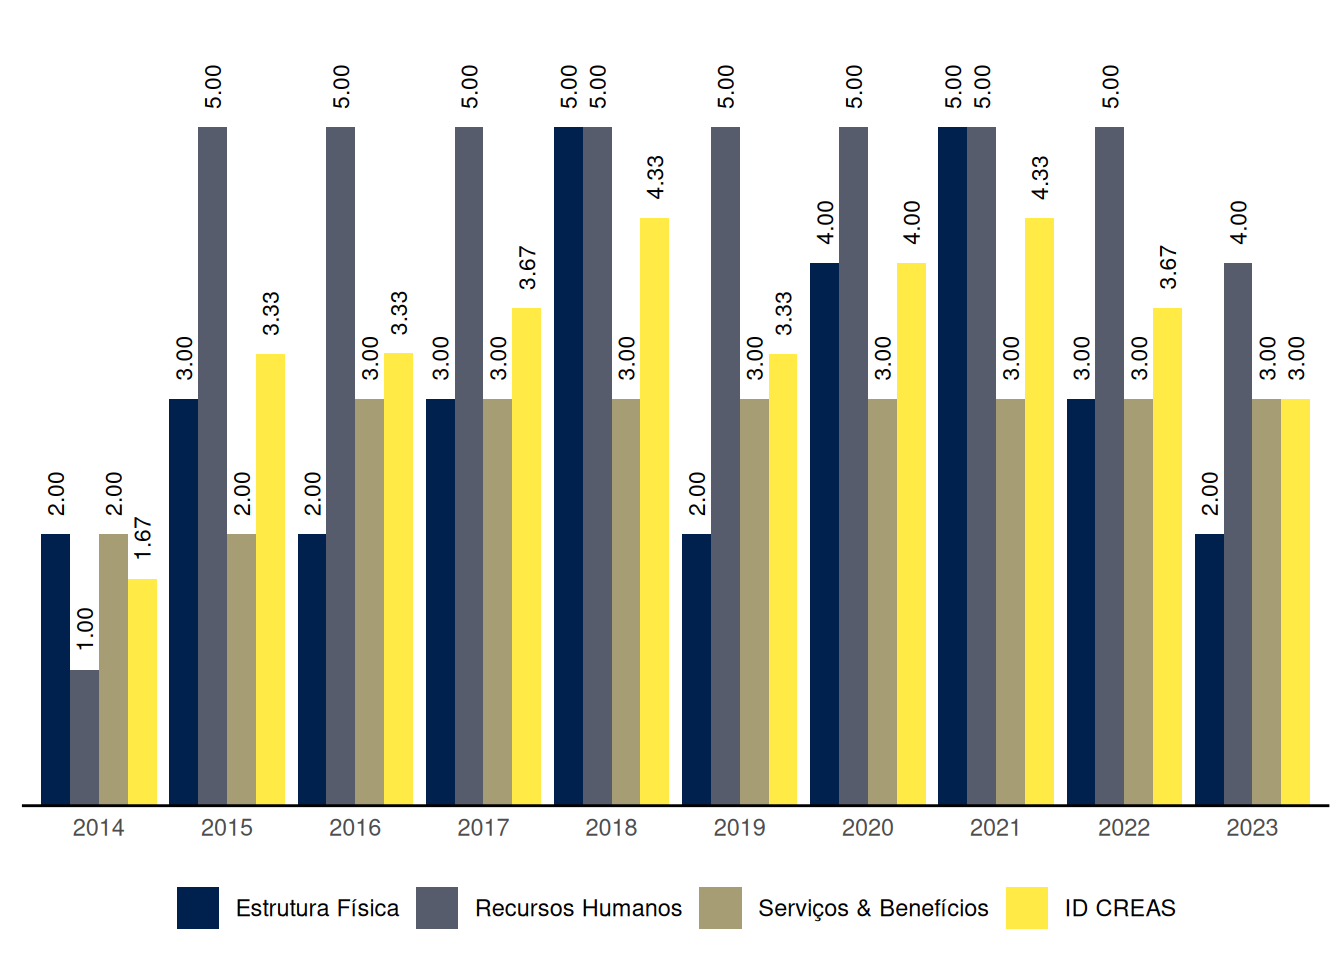 5.00 5.00 5.00 5.00 5.00 5.00 5.00 5.00 5.00 5.00
4.33 4.33
4.00 4.00 4.00
3.67 3.67
3.33 3.33 3.33
3.00 3.00 3.00 3.00 3.00 3.00 3.00 3.00 3.00 3.00 3.00 3.00
2.00 2.00 2.00 2.00 2.00 2.00
1.67
1.00
2014 2015 2016 2017 2018 2019 2020 2021 2022 2023
Estrutura Física Recursos Humanos Serviços & Benefícios ID CREAS